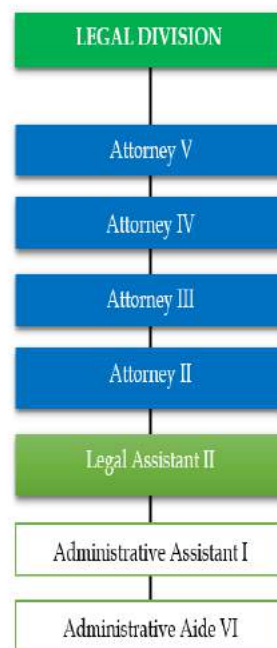 LEGAL DIVISION
Attorney V
Attorney IV
Attorney III
Attorney II
Legal Assistant II
Administrative Assistant I
Administrative Aide VI